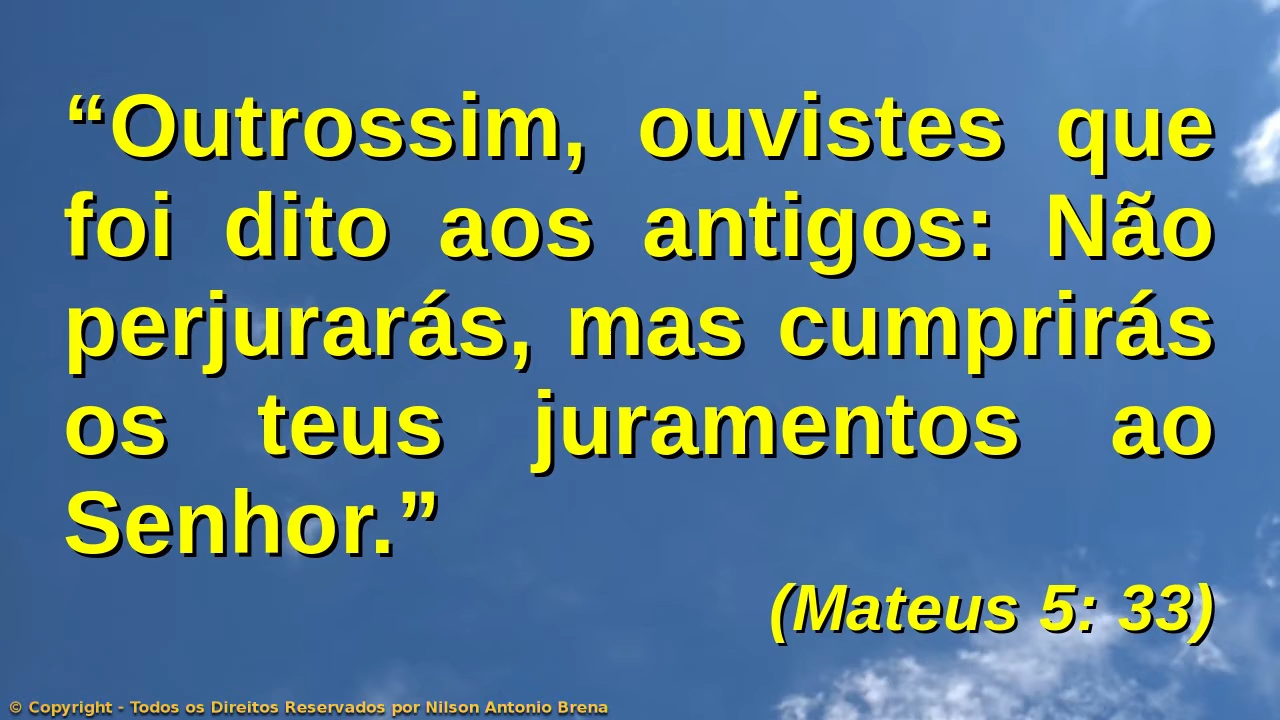 “Outrossim, ouvistes que
foi dito aos antigos: Não
perjurarás, mas cumprirás
os teus juramentos ao
Senhor.”
(Mateus 5: 33)
© Copyright - Todos os Direitos Reservados por Nilson Antonio Brena